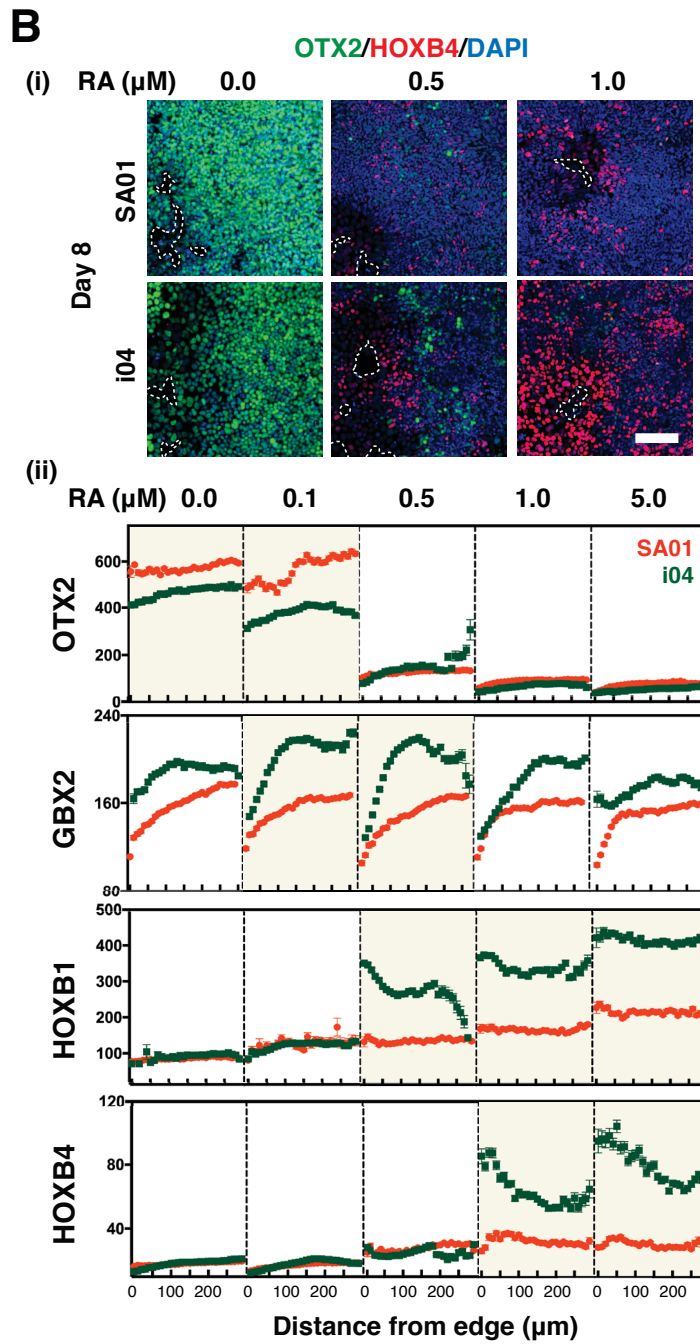 B
OTX2/HOXB4/DAPI
(i) RA (μM) 0.0 0.5 1.0
Day 8
SA01
i04
(ii)
RA (μM) 0.0 0.1 0.5 1.0 5.0
SA01
i04
OTX2
600
400
200
0
GBX2
240
160
80
HOXB1
500
400
300
200
100
HOXB4
120
80
40
0 100 200 0 100 200 0 100 200 0 100 200 0 100 200
Distance from edge (μm)